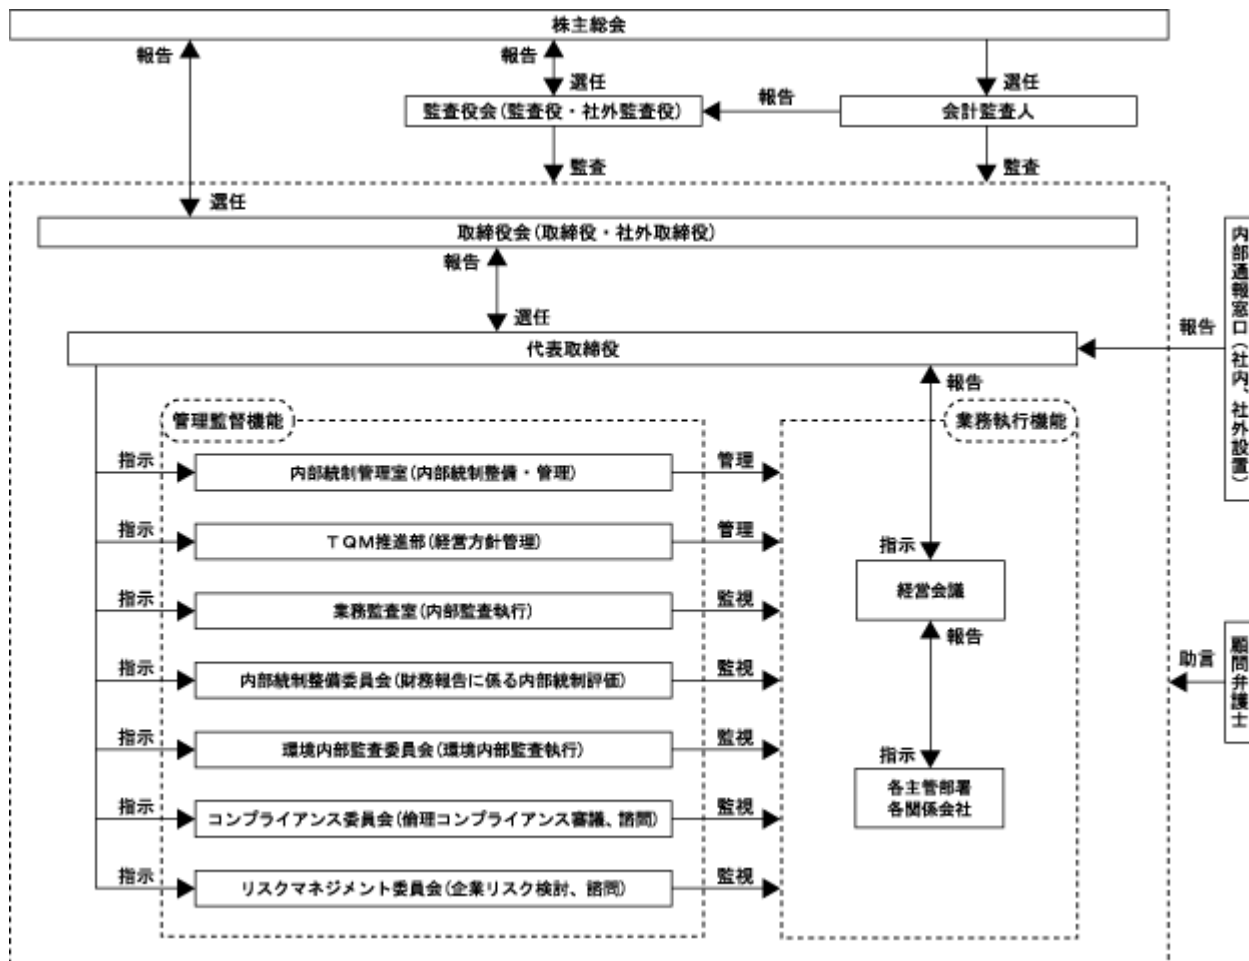 株主総会
報告
報告
選任
選任
監査役会(監査役・社外監査役)
報告
会計監査人
監査
監査
選任
取締役会(取締役・社外取締役)
報告
選任
代表取締役
報告
内部通報窓口(社内、社外設置)
報告
管理監督機能
業務執行機能
指示
内部統制管理室(内部統制整備・管理)
管理
指示
TQM推進部(経営方針管理)
管理
指示
経営会議
指示
業務監査室(内部監査執行)
監視
報告
指示
内部統制整備委員会(財務報告に係る内部統制評価)
監視
助言
顧問弁護士
指示
環境内部監査委員会(環境内部監査執行)
監視
指示
各主管部署
各関係会社
指示
コンプライアンス委員会(倫理コンプライアンス審議、諮問)
監視
指示
リスクマネジメント委員会(企業リスク検討、諮問)
監視